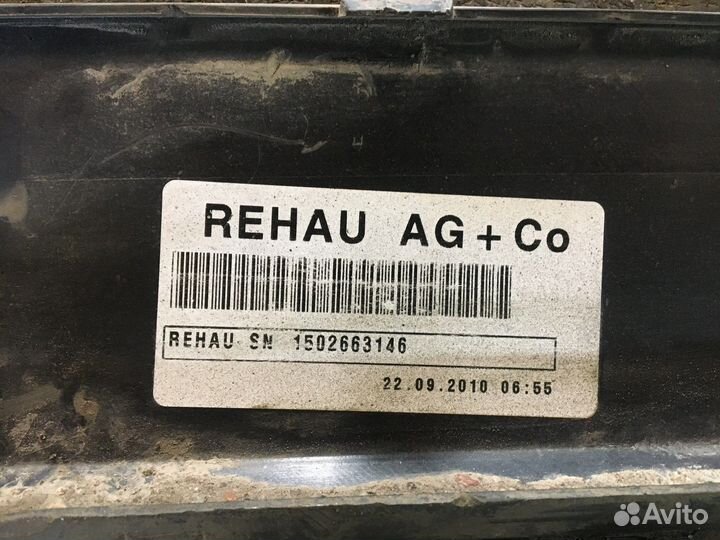 REHAU AG + Co
REHAU SN 1502663146
22.09.2010 06:55
Avito